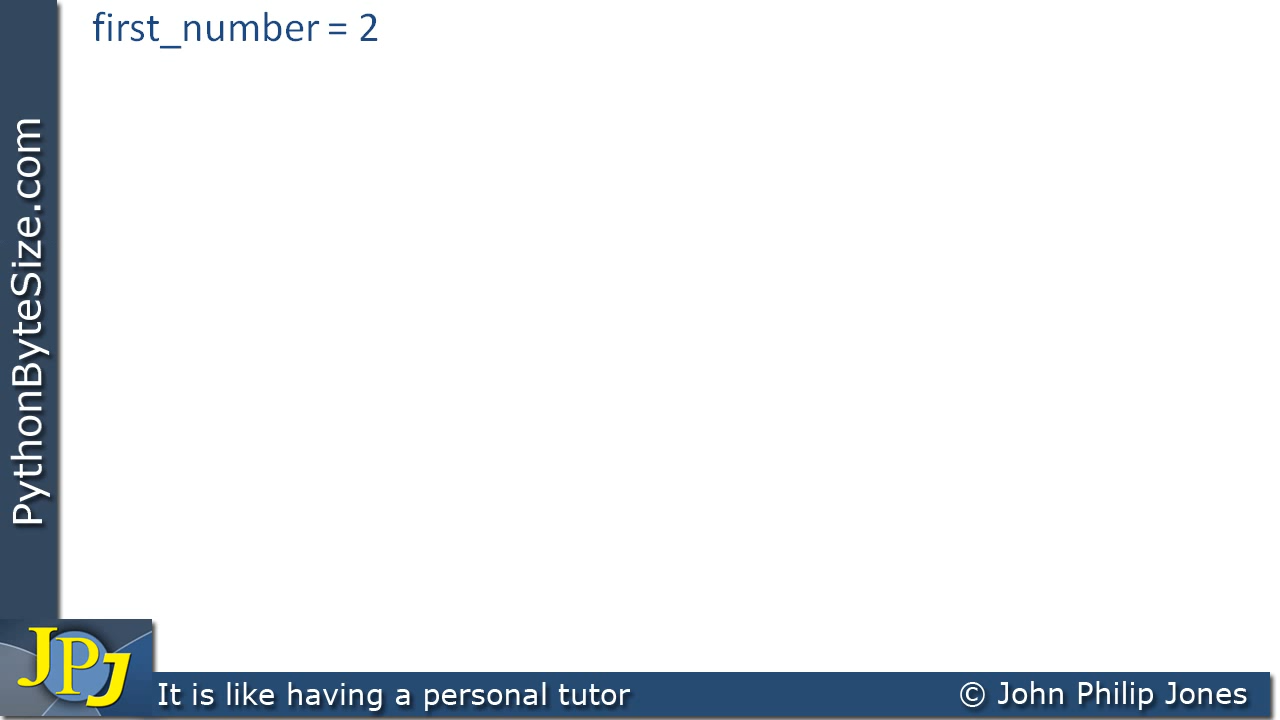 first_number = 2
PythonByteSize.com
JPJ
It is like having a personal tutor
© John Philip Jones